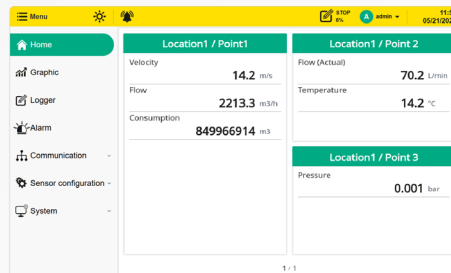 Menu
STOP
6%
A
admin
11:5
05/21/202
Home
Graphic
Logger
Alarm
Communication
Sensor configuration
System
Location1 / Point1
Velocity
14.2 m/s
Flow
2213.3 m3/h
Consumption
849966914 m3
Location1 / Point 2
Flow (Actual)
70.2 L/min
Temperature
14.2 °C
Location1 / Point 3
Pressure
0.001 bar
1 / 1